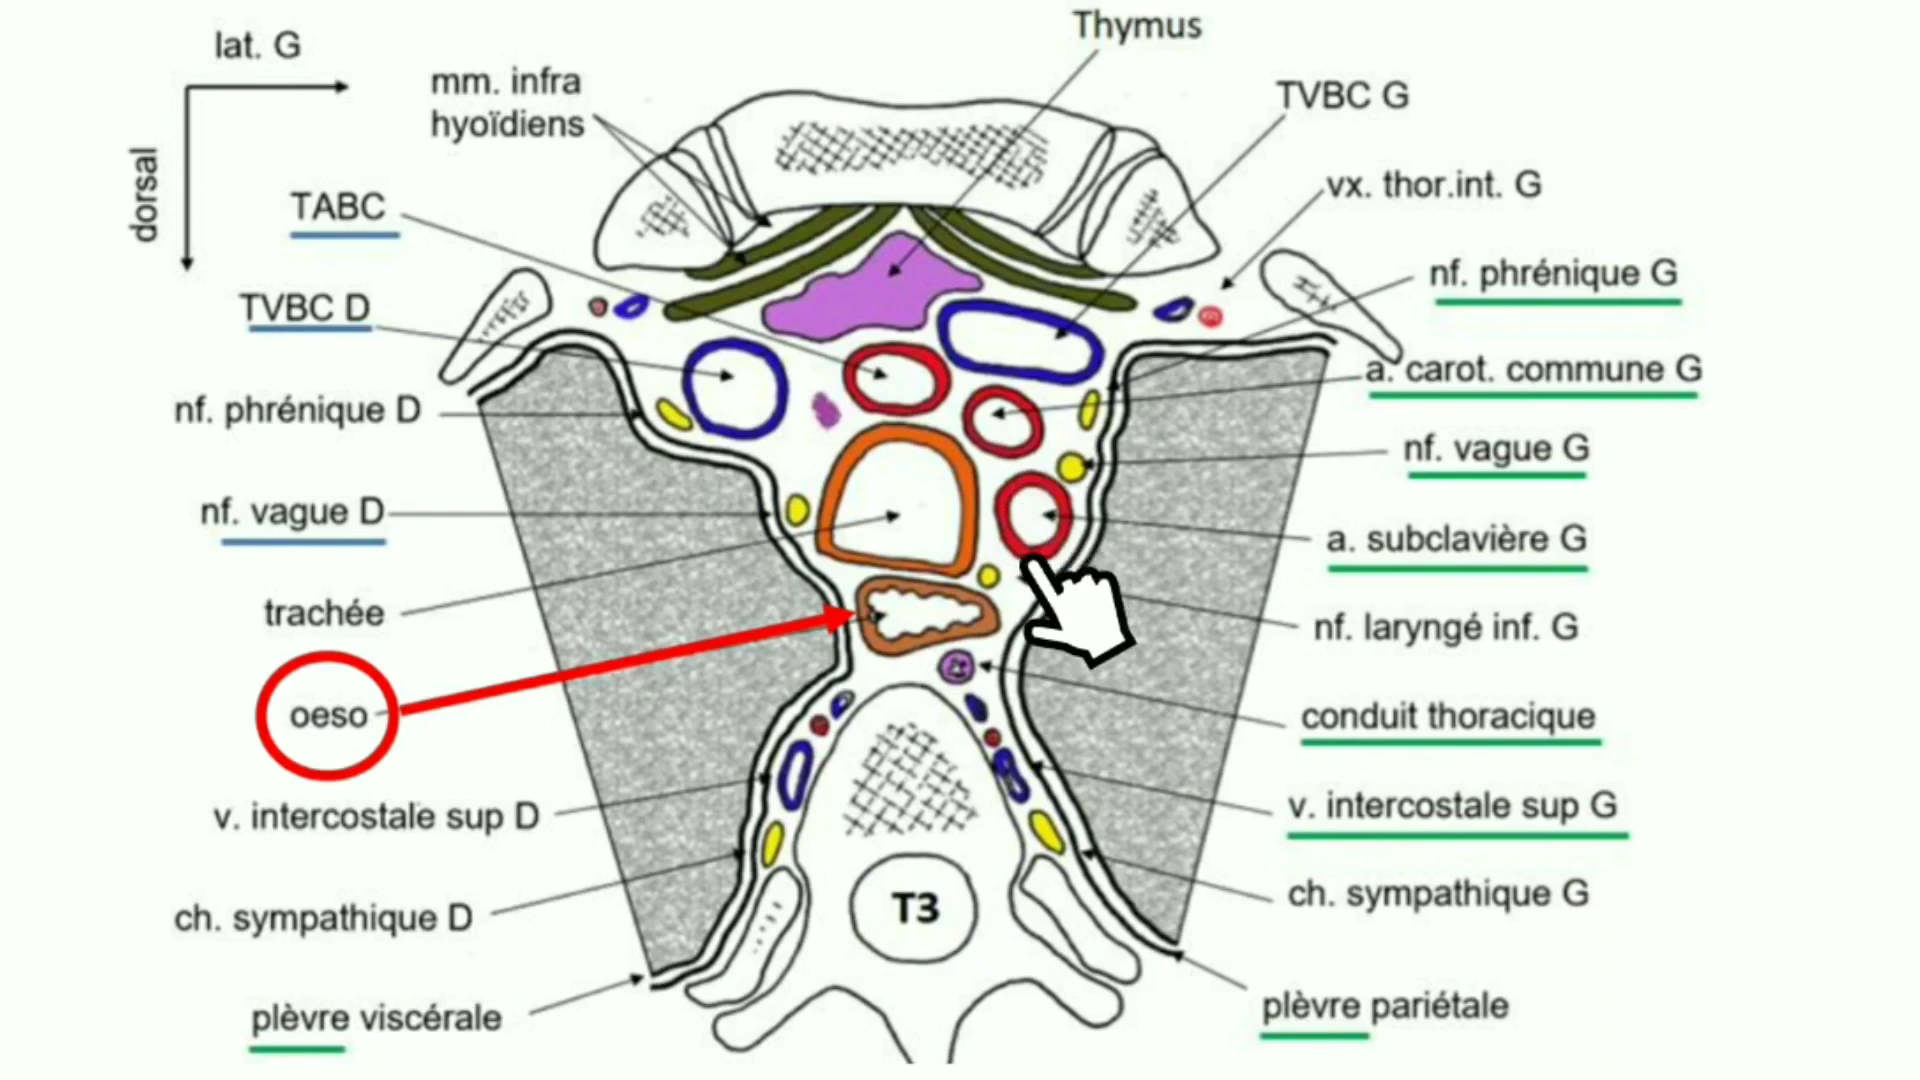 lat. G
dorsal
mm. infra
hyoïdiens
Thymus
TVBC G
TABC
vx. thor.int. G
TVBC D
nf. phrénique G
nf. phrénique D
a. carot. commune G
nf. vague D
nf. vague G
a. subclavière G
trachée
nf. laryngé inf. G
oeso
conduit thoracique
v. intercostale sup D
v. intercostale sup G
ch. sympathique D
T3
ch. sympathique G
plèvre viscérale
plèvre pariétale